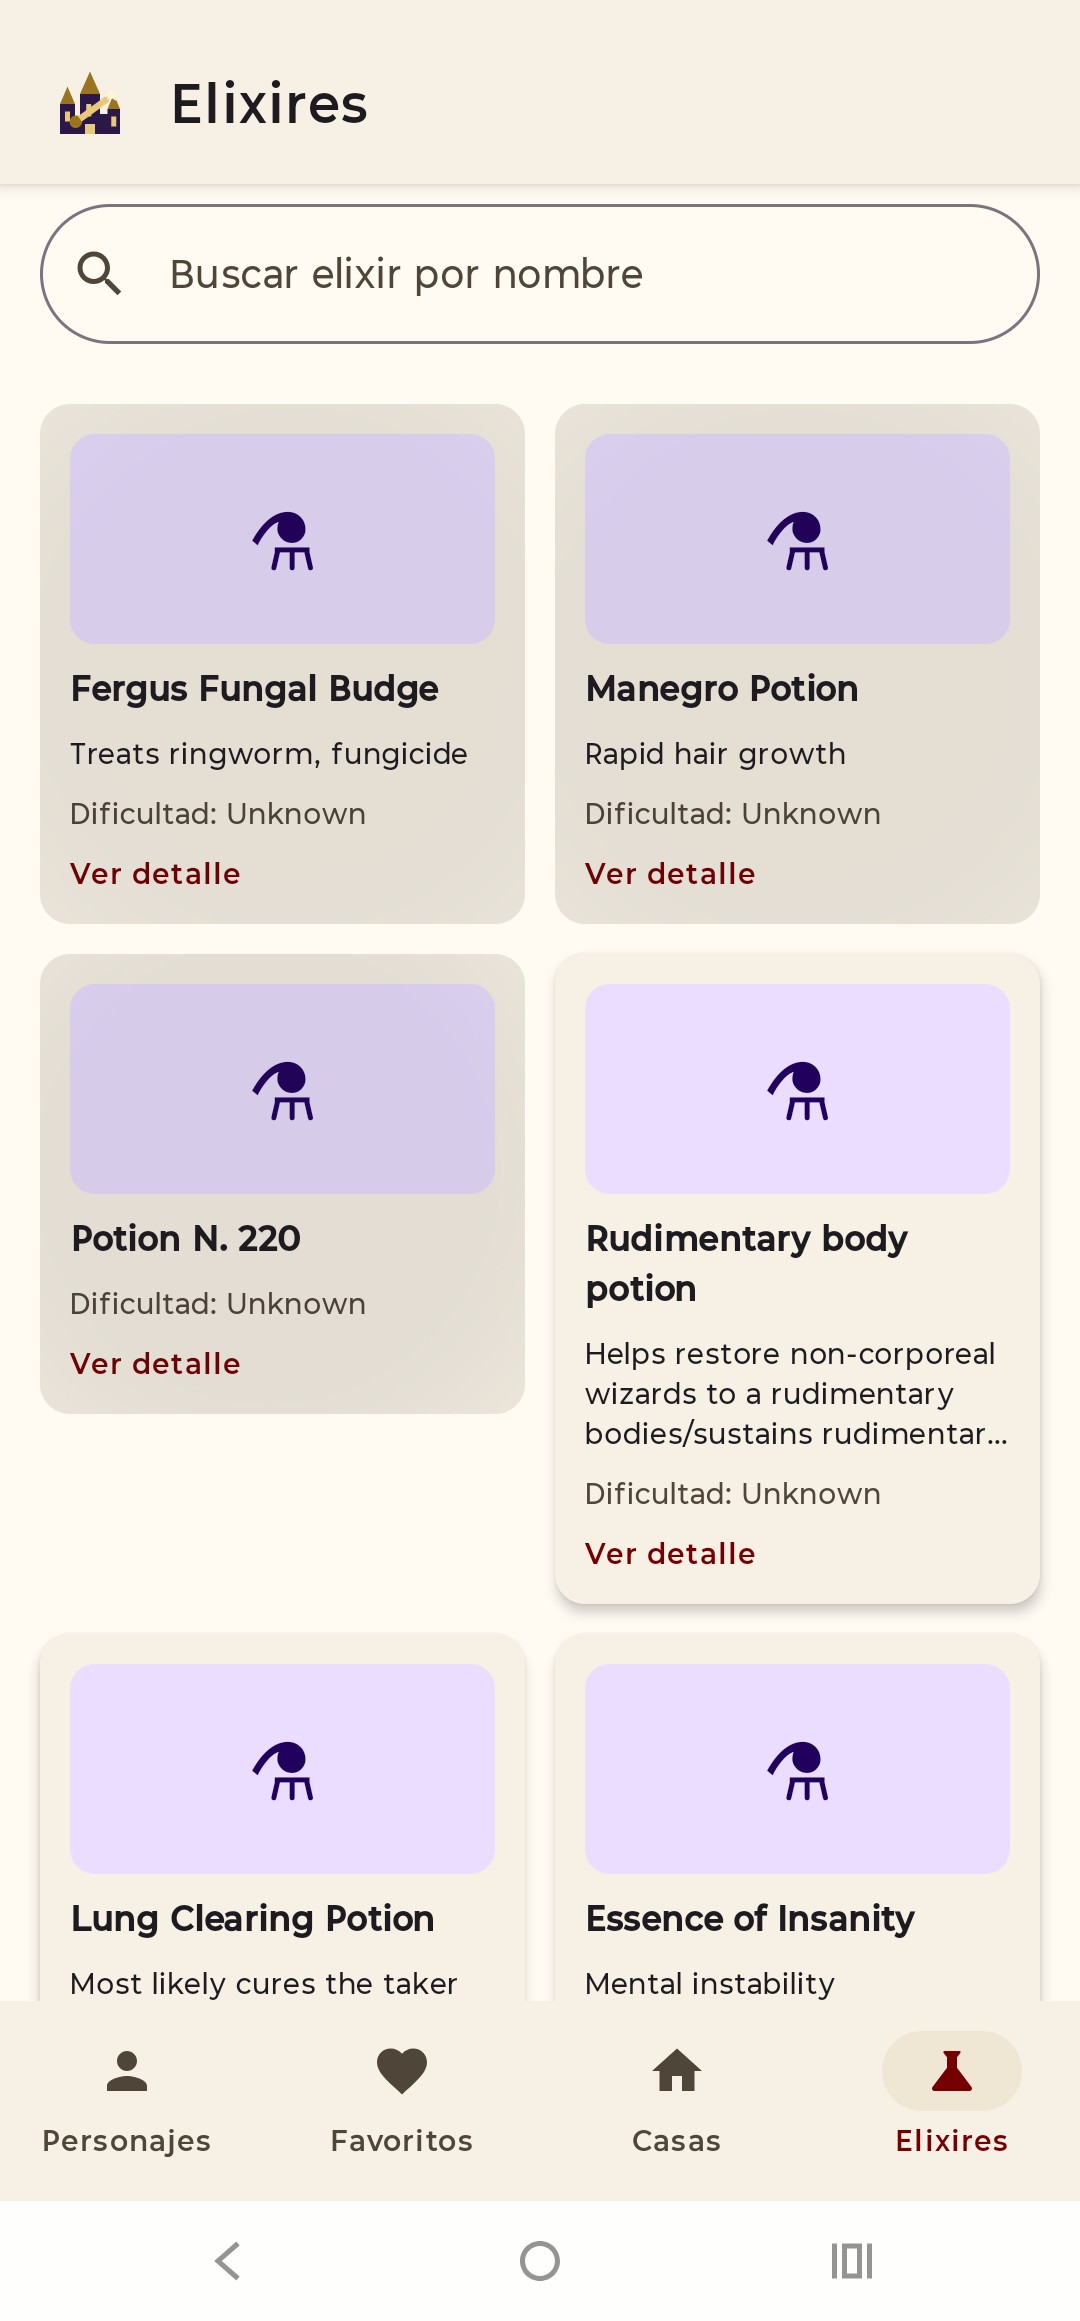 Elixires
Buscar elixir por nombre
Fergus Fungal Budge
Treats ringworm, fungicide
Dificultad: Unknown
Ver detalle
Manegro Potion
Rapid hair growth
Dificultad: Unknown
Ver detalle
Potion N. 220
Dificultad: Unknown
Ver detalle
Rudimentary body
potion
Helps restore non-corporeal
wizards to a rudimentary
bodies/sustains rudimentar...
Dificultad: Unknown
Ver detalle
Lung Clearing Potion
Most likely cures the taker
Essence of Insanity
Mental instability
Personajes
Favoritos
Casas
Elixires